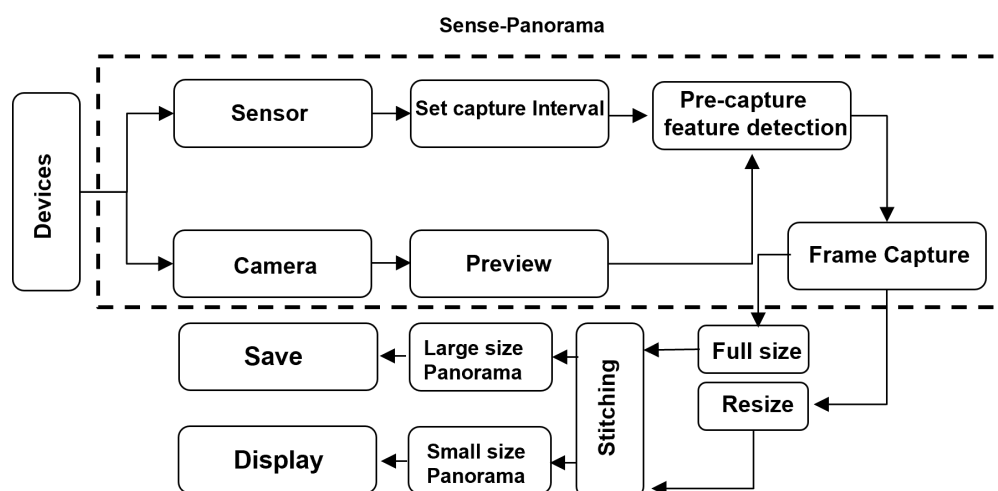 Sense-Panorama
Devices
Sensor
Set capture Interval
Pre-capture
feature detection
Camera
Preview
Frame Capture
Save
Large size
Panorama
Stitching
Full size
Resize
Display
Small size
Panorama